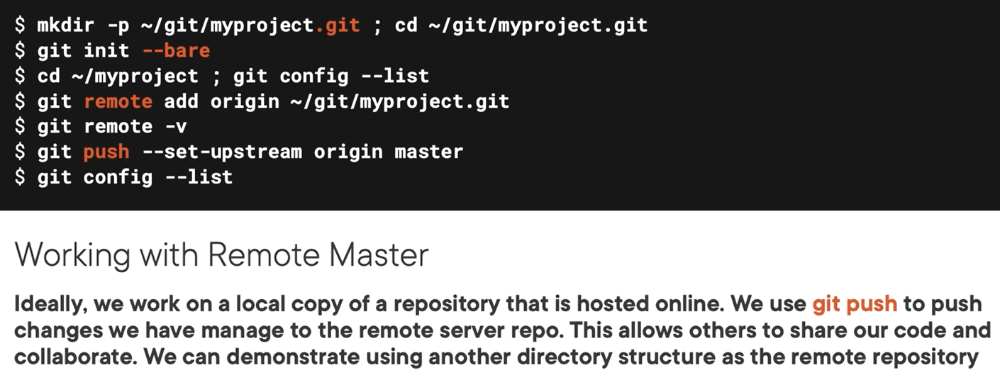 $ mkdir -p ~/git/myproject.git ; cd ~/git/myproject.git
$ git init --bare
$ cd ~/myproject ; git config --list
$ git remote add origin ~/git/myproject.git
$ git remote -v
$ git push --set-upstream origin master
$ git config --list
Working with Remote Master
Ideally, we work on a local copy of a repository that is hosted online. We use git push to push
changes we have manage to the remote server repo. This allows others to share our code and
collaborate. We can demonstrate using another directory structure as the remote repository